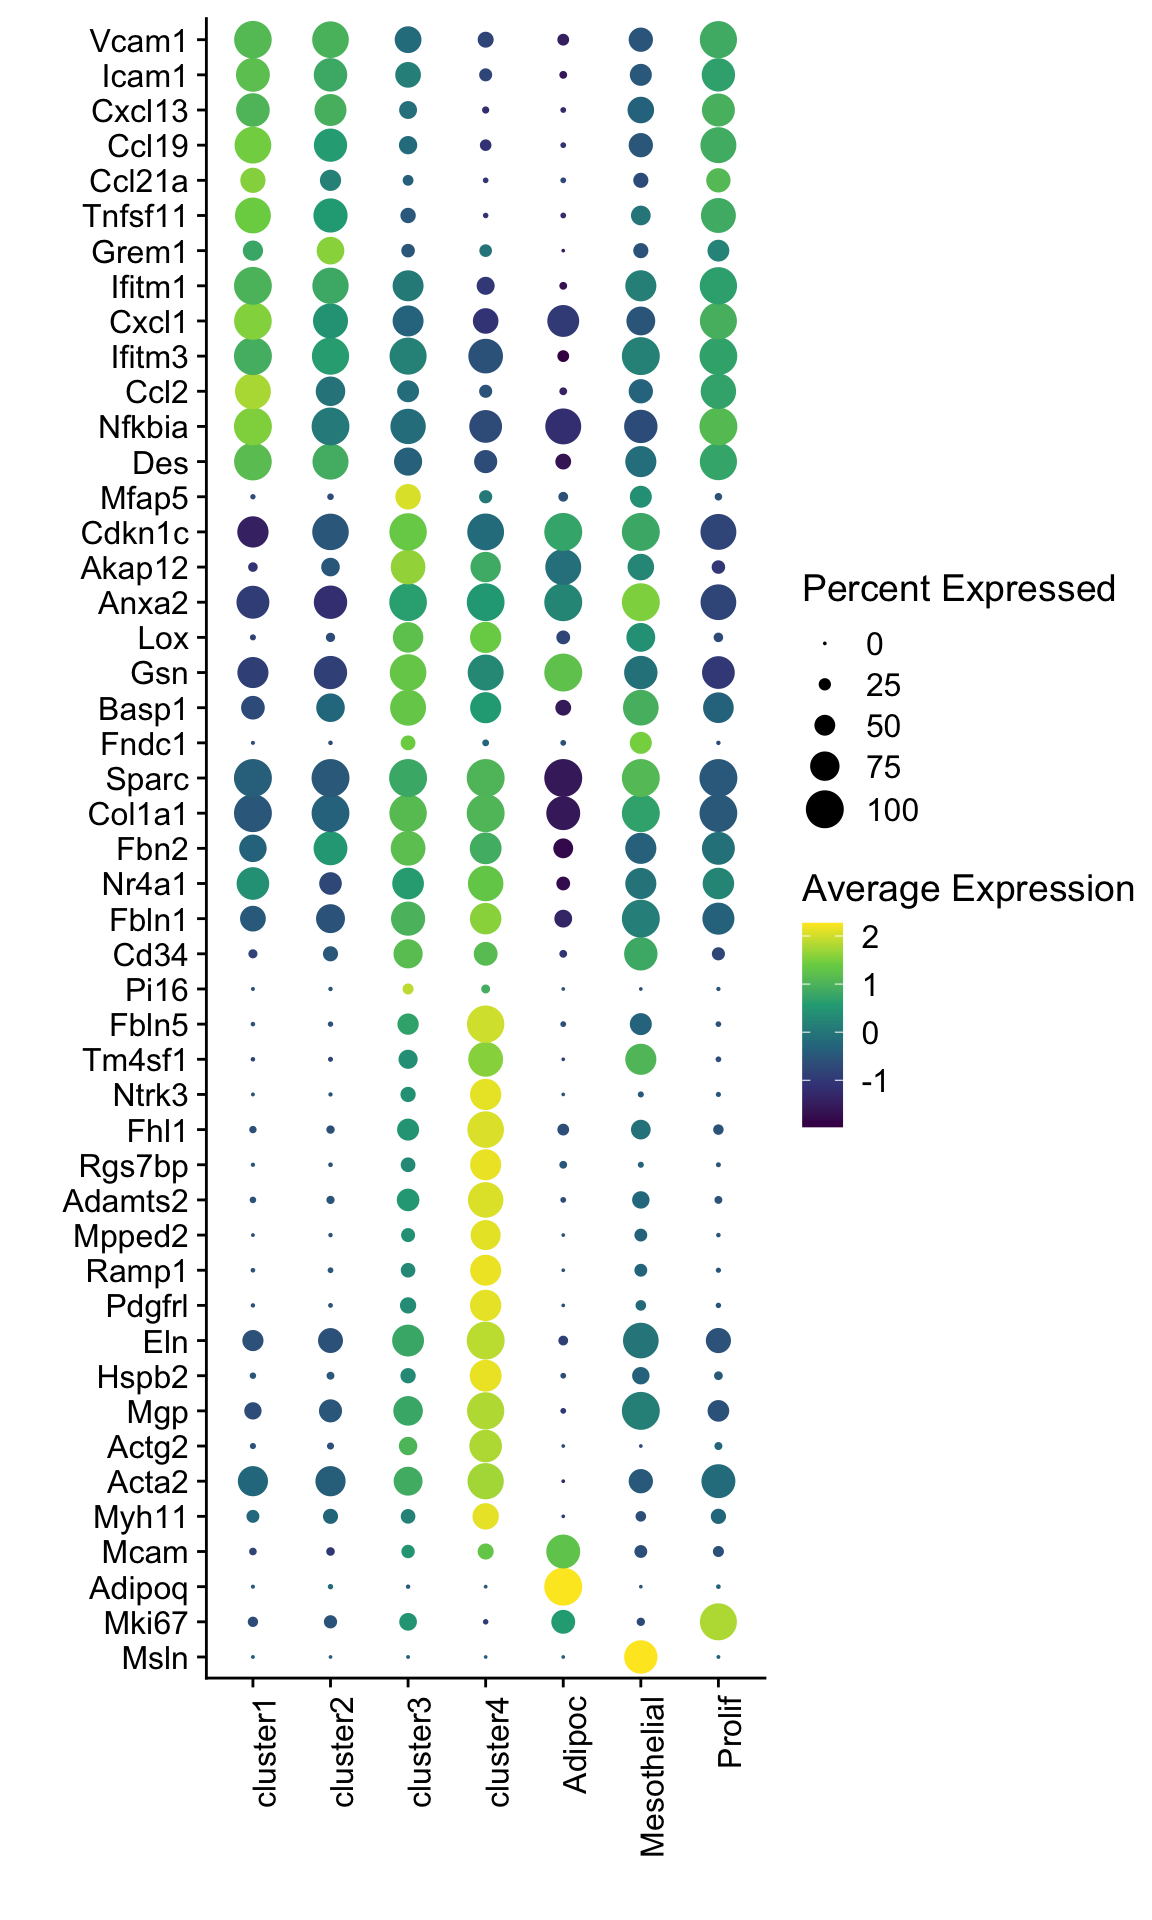 Vcam1
Icam1
Cxcl13
Ccl19
Ccl21a
Tnfsf11
Grem1
Ifitm1
Cxcl1
Ifitm3
Ccl2
Nfkbia
Des
Mfap5
Cdkn1c
Akap12
Anxa2
Lox
Gsn
Basp1
Fndc1
Sparc
Col1a1
Fbn2
Nr4a1
Fbln1
Cd34
Pi16
Fbln5
Tm4sf1
Ntrk3
Fhl1
Rgs7bp
Adamts2
Mpped2
Ramp1
Pdgfrl
Eln
Hspb2
Mgp
Actg2
Acta2
Myh11
Mcam
Adipoq
Mki67
Msln
cluster1
cluster2
cluster3
cluster4
Adipoc
Mesothelial
Prolif
Percent Expressed
0
25
50
75
100
Average Expression
2
1
0
-1